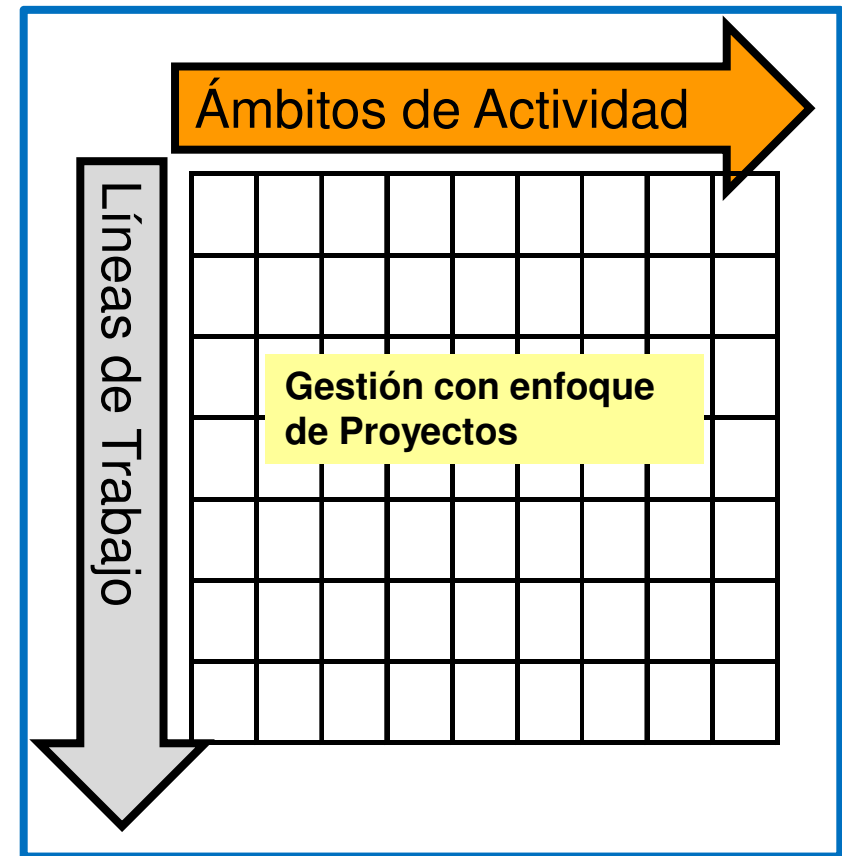 Ámbitos de Actividad
Líneas de Trabajo
Gestión con enfoque
de Proyectos